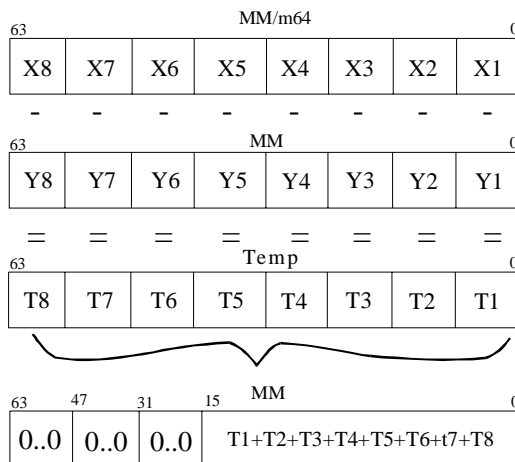 MM/m64
63 0
X8 X7 X6 X5 X4 X3 X2 X1
- - - - - - - -
63 MM 0
Y8 Y7 Y6 Y5 Y4 Y3 Y2 Y1
= = = = = = = =
63 Temp 0
T8 T7 T6 T5 T4 T3 T2 T1
MM
63 47 31 15 0
0..0 0..0 0..0 T1+T2+T3+T4+T5+T6+t7+T8